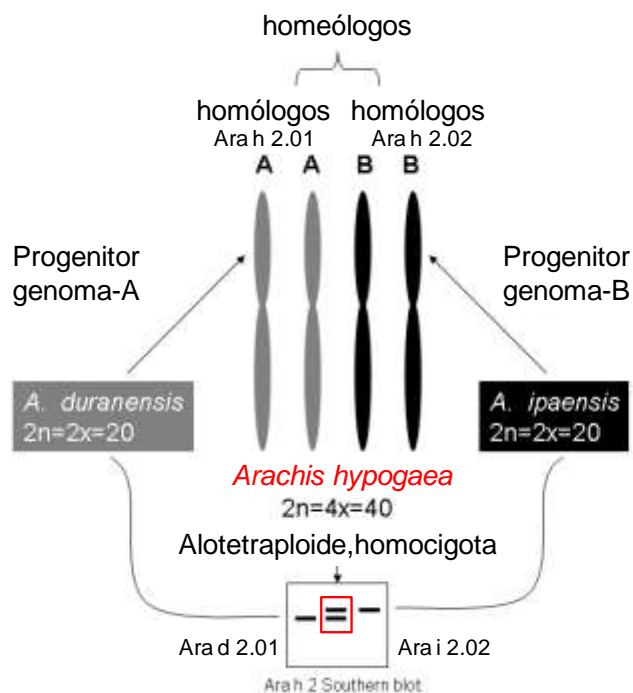 homeólogos
homólogos homólogos
Ara h 2.01 Ara h 2.02
A A B B
Progenitor
genoma-A
Progenitor
genoma-B
A. duranensis
2n=2x=20
A. ipaensis
2n=2x=20
Arachis hypogaea
2n=4x=40
Alotetraploide,homocigota
Ara d 2.01 Ara i 2.02
Ara h 2 Southern blot